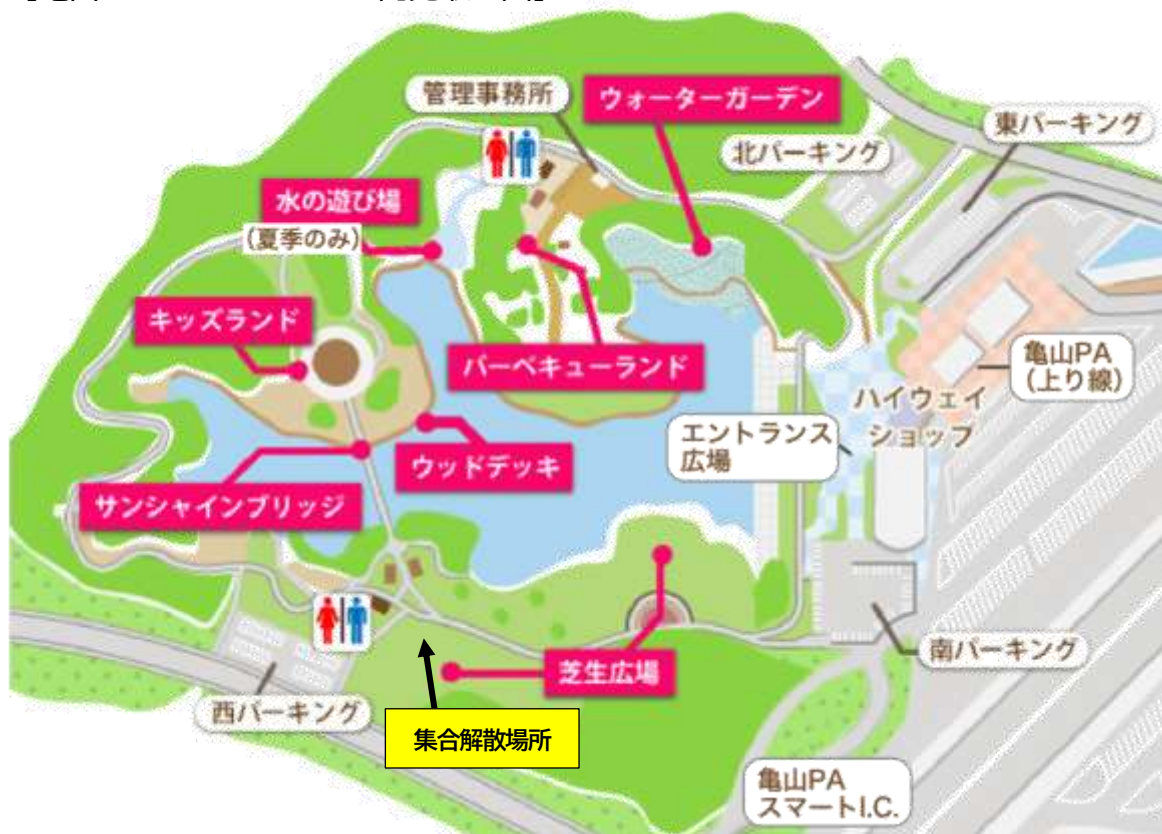 管理事務所
ウォーターガーデン
東パーキング
北パーキング
水の遊び場
(夏季のみ)
キッズランド
バーベキューランド
亀山PA
(上り線)
ハイウェイ
ショップ
エントランス
広場
ウッドデッキ
サンシャインブリッジ
南パーキング
芝生広場
西パーキング
集合解散場所
亀山PA
スマートI.C.